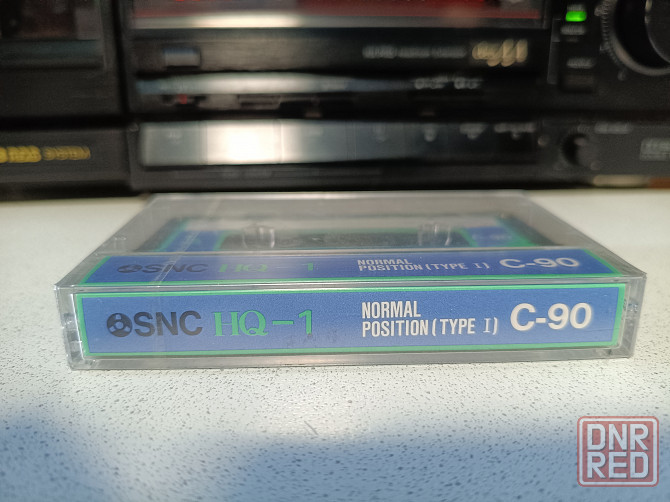 SNC HQ-1 NORMAL POSITION (TYPE I) C-90
SNC HQ-1
NORMAL
POSITION (TYPE I)
C-90
DNR
RED